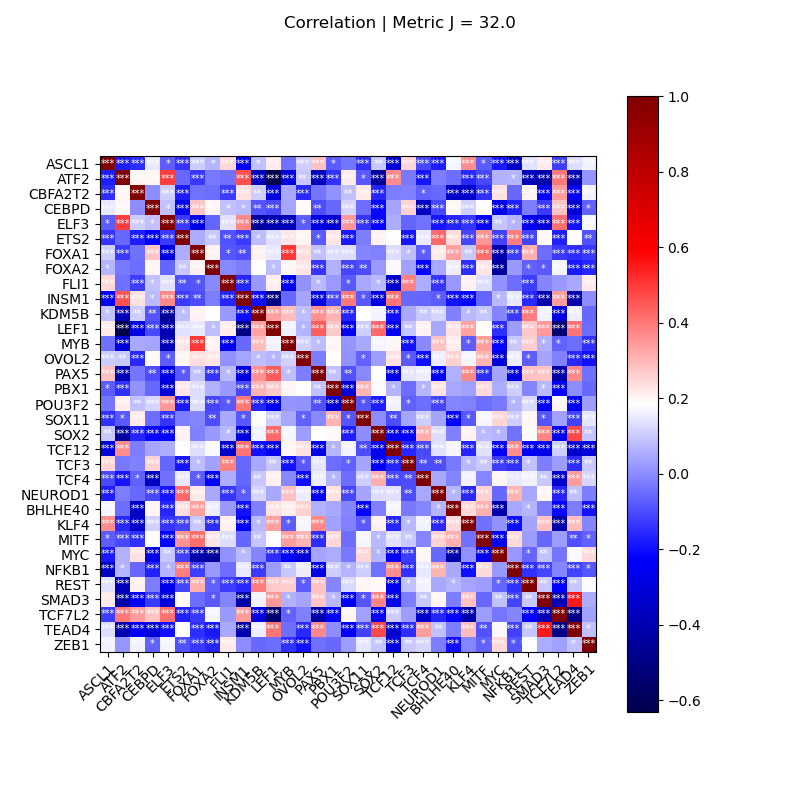 Correlation | Metric J = 32.0
ASCL1
ATF2
CBFA2T2
CEBPD
ELF3
ETS2
FOXA1
FOXA2
FLI1
INSM1
KDM5B
LEF1
MYB
OVOL2
PAX5
PBX1
POU3F2
SOX11
SOX2
TCF12
TCF3
TCF4
NEUROD1
BHLHE40
KLF4
MITF
MYC
NFKB1
REST
SMAD3
TCF7L2
TEAD4
ZEB1
ASCL1
ATF2
CBFA2T2
CEBPD
ELF3
ETS2
FOXA1
FOXA2
FLI1
INSM1
KDM5B
LEF1
MYB
OVOL2
PAX5
PBX1
POU3F2
SOX11
SOX2
TCF12
TCF3
TCF4
NEUROD1
BHLHE40
KLF4
MITF
MYC
NFKB1
REST
SMAD3
TCF7L2
TEAD4
ZEB1
1.0
0.8
0.6
0.4
0.2
0.0
−0.2
−0.4
−0.6